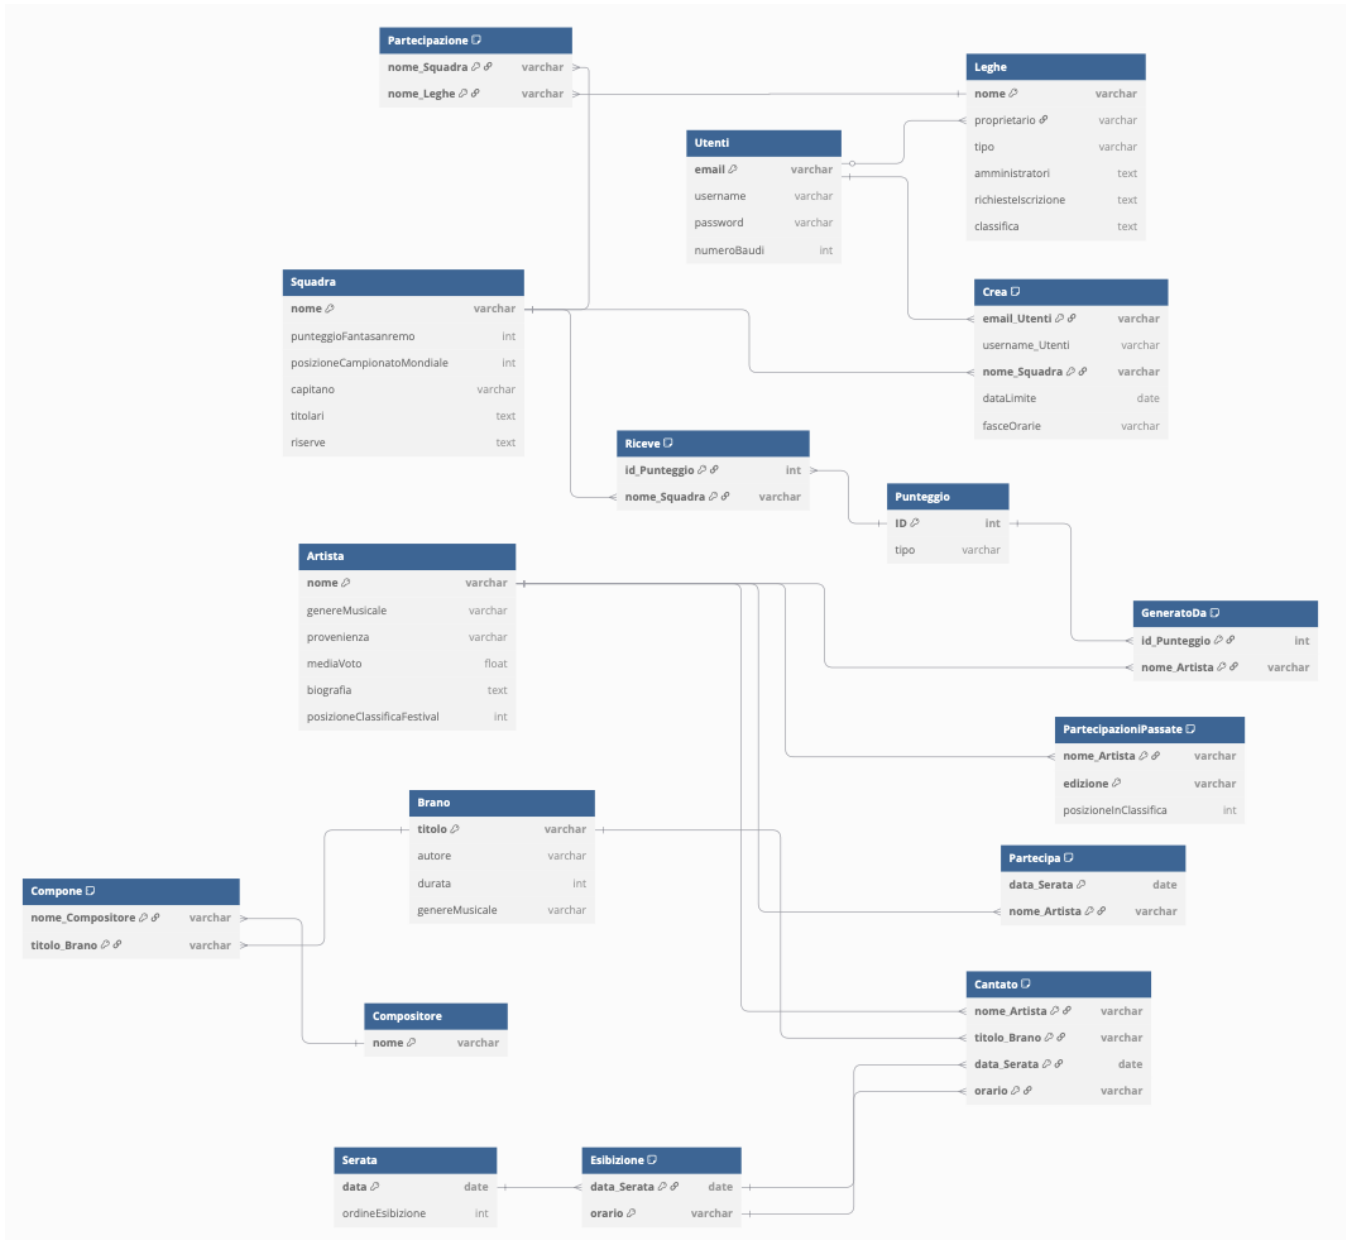 Partecipazione
nome_Squadra varchar
nome_Leghe varchar
Leghe
nome varchar
proprietario varchar
tipo varchar
amministratori text
richiesteIscrizione text
classifica text
Utenti
email varchar
username varchar
password varchar
numeroBaudi int
Squadra
nome varchar
punteggioFantasanremo int
posizioneCampionatoMondiale int
capitano varchar
titolari text
riserve text
Crea
email_Utenti varchar
username_Utenti varchar
nome_Squadra varchar
dataLimite date
fasceOrarie varchar
Riceve
id_Punteggio int
nome_Squadra varchar
Punteggio
ID int
tipo varchar
Artista
nome varchar
genereMusicale varchar
provenienza varchar
mediaVoto float
biografia text
posizioneClassificaFestival int
GeneratoDa
id_Punteggio int
nome_Artista varchar
PartecipazioniPassate
nome_Artista varchar
edizione varchar
posizioneInClassifica int
Brano
titolo varchar
autore varchar
durata int
genereMusicale varchar
Partecipa
data_Serata date
nome_Artista varchar
Compone
nome_Compositore varchar
titolo_Brano varchar
Compositore
nome varchar
Cantato
nome_Artista varchar
titolo_Brano varchar
data_Serata date
orario varchar
Serata
data date
ordineEsibizione int
Esibizione
data_Serata date
orario varchar